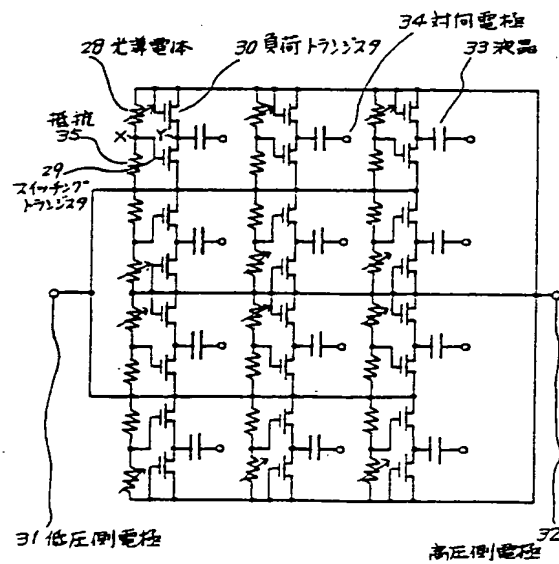 28 光導電体
30 負荷トランジスタ
34 対向電極
33 液晶
抵抗
35
X
Y
29
スイッチング
トランジスタ
31 低圧側電極
32
高圧側電極